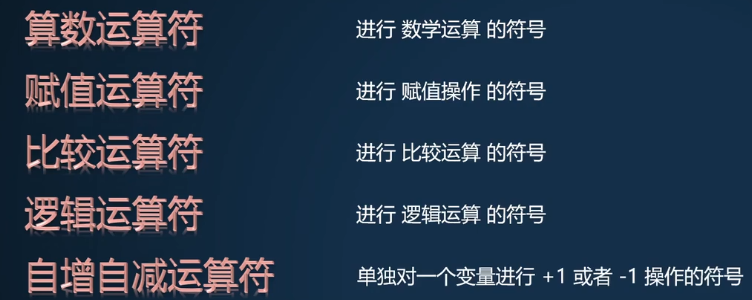 算数运算符 进行 数学运算 的符号
赋值运算符 进行 赋值操作 的符号
比较运算符 进行 比较运算 的符号
逻辑运算符 进行 逻辑运算 的符号
自增自减运算符 单独对一个变量进行 +1 或者 -1 操作的符号